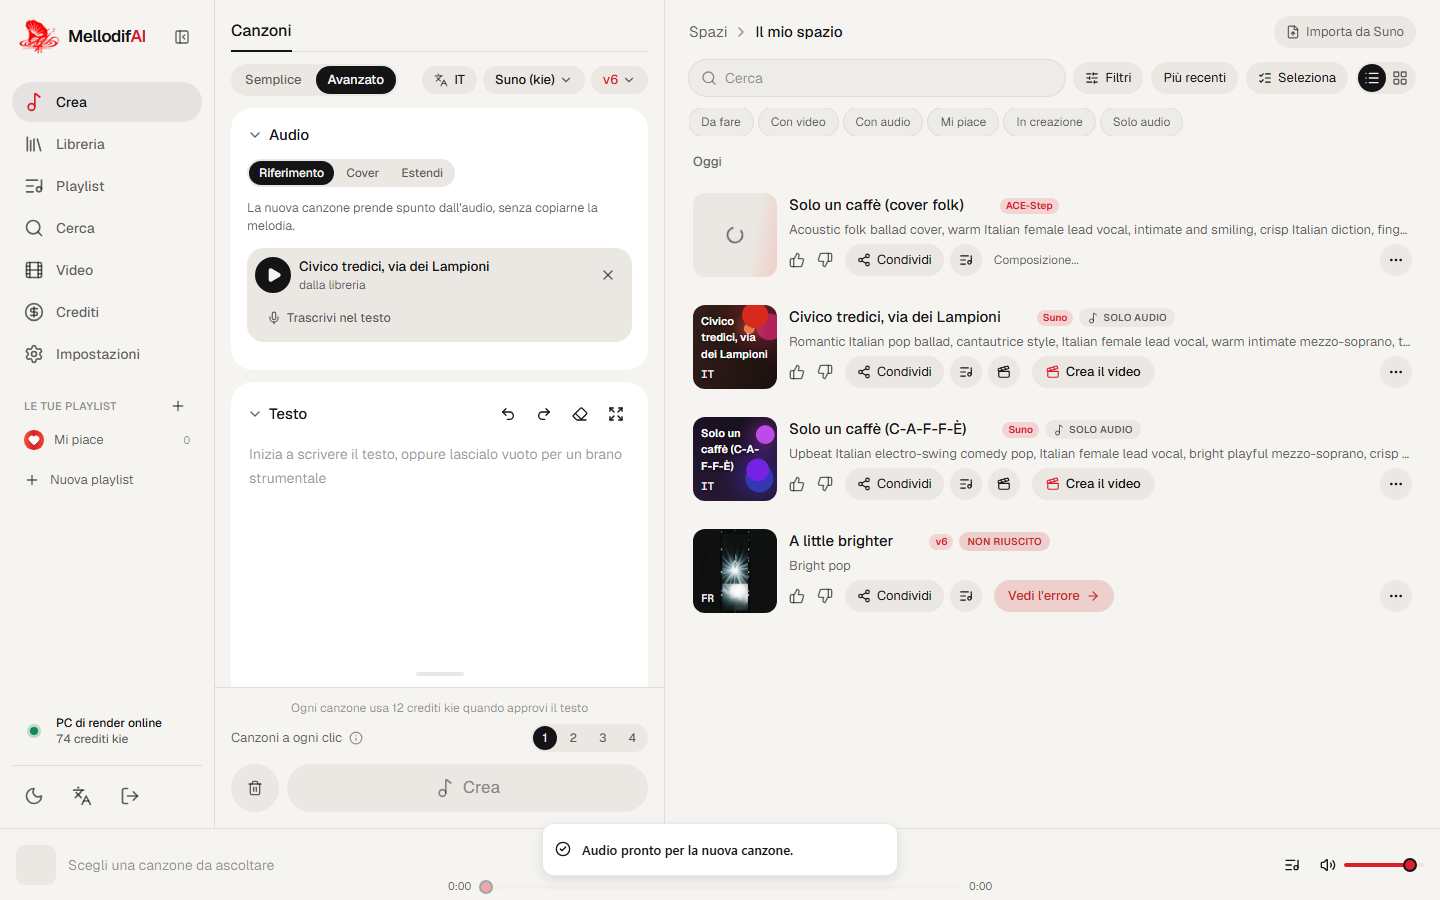 MellodifAI
Crea
Libreria
Playlist
Cerca
Video
Crediti
Impostazioni
LE TUE PLAYLIST
Mi piace
0
Nuova playlist
PC di render online
74 crediti kie
Canzoni
Semplice
Avanzato
IT
Suno (kie)
v6
Audio
Riferimento
Cover
Estendi
La nuova canzone prende spunto dall'audio, senza copiarne la
melodia.
Civico tredici, via dei Lampioni
dalla libreria
Trascrivi nel testo
Testo
Inizia a scrivere il testo, oppure lascialo vuoto per un brano
strumentale
Ogni canzone usa 12 crediti kie quando approvi il testo
Canzoni a ogni clic
1
2
3
4
Crea
Spazi
Il mio spazio
Importa da Suno
Cerca
Filtri
Più recenti
Seleziona
Da fare
Con video
Con audio
Mi piace
In creazione
Solo audio
Oggi
Solo un caffè (cover folk)
ACE-Step
Acoustic folk ballad cover, warm Italian female lead vocal, intimate and smiling, crisp Italian diction, fing...
Condividi
Composizione...
Civico
tredici, via
dei Lampioni
IT
Civico tredici, via dei Lampioni
Suno
SOLO AUDIO
Romantic Italian pop ballad, cantautrice style, Italian female lead vocal, warm intimate mezzo-soprano, t...
Condividi
Crea il video
Solo un
caffè (C-A-
F-F-È)
IT
Solo un caffè (C-A-F-F-È)
Suno
SOLO AUDIO
Upbeat Italian electro-swing comedy pop, Italian female lead vocal, bright playful mezzo-soprano, crisp ...
Condividi
Crea il video
FR
A little brighter
v6
NON RIUSCITO
Bright pop
Condividi
Vedi l'errore
Scegli una canzone da ascoltare
Audio pronto per la nuova canzone.
0:00
0:00